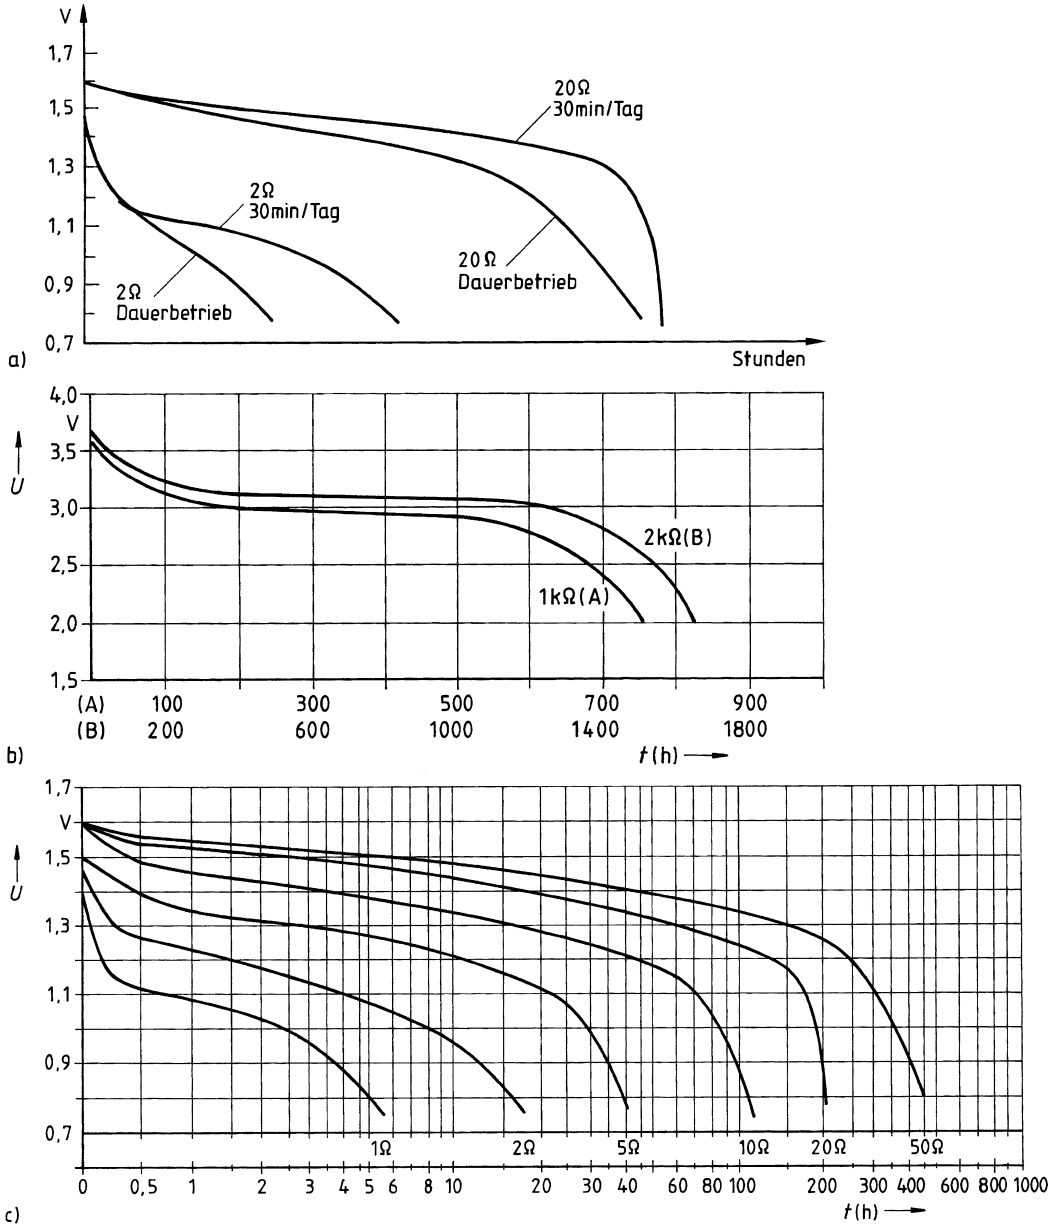 V
1,7
1,5
1,3
1,1
0,9
0,7
20Ω
30min/Tag
2Ω
30min/Tag
20Ω
Dauerbetrieb
2Ω
Dauerbetrieb
Stunden
a)
4,0
V
3,5
U
3,0
2,5
2,0
1,5
2kΩ(B)
1kΩ(A)
(A) 100 300 500 700 900
(B) 200 600 1000 1400 1800
t(h)
b)
1,7
V
1,5
U
1,3
1,1
0,9
0,7
1Ω 2Ω 5Ω 10Ω 20Ω 50Ω
0 0,5 1 2 3 4 5 6 8 10 20 30 40 60 80 100 200 300 400 600 800 1000
t(h)
c)